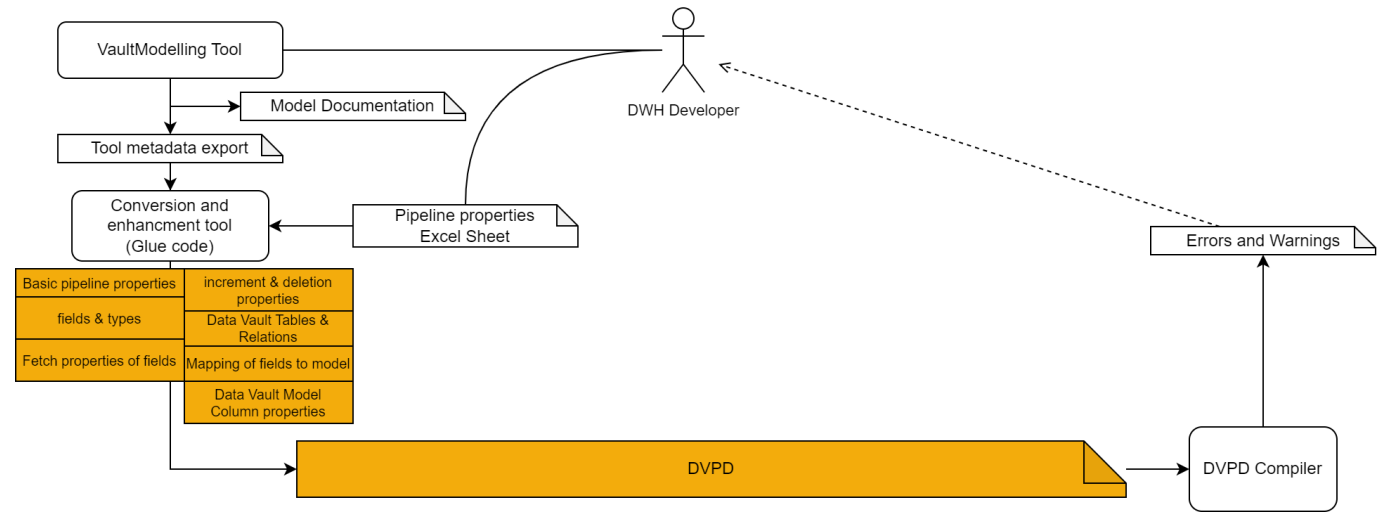 VaultModelling Tool
DWH Developer
Model Documentation
Tool metadata export
Conversion and
enhancment tool
(Glue code)
Pipeline properties
Excel Sheet
Errors and Warnings
Basic pipeline properties
fields & types
Fetch properties of fields
increment & deletion
properties
Data Vault Tables &
Relations
Mapping of fields to model
Data Vault Model
Column properties
DVPD
DVPD Compiler